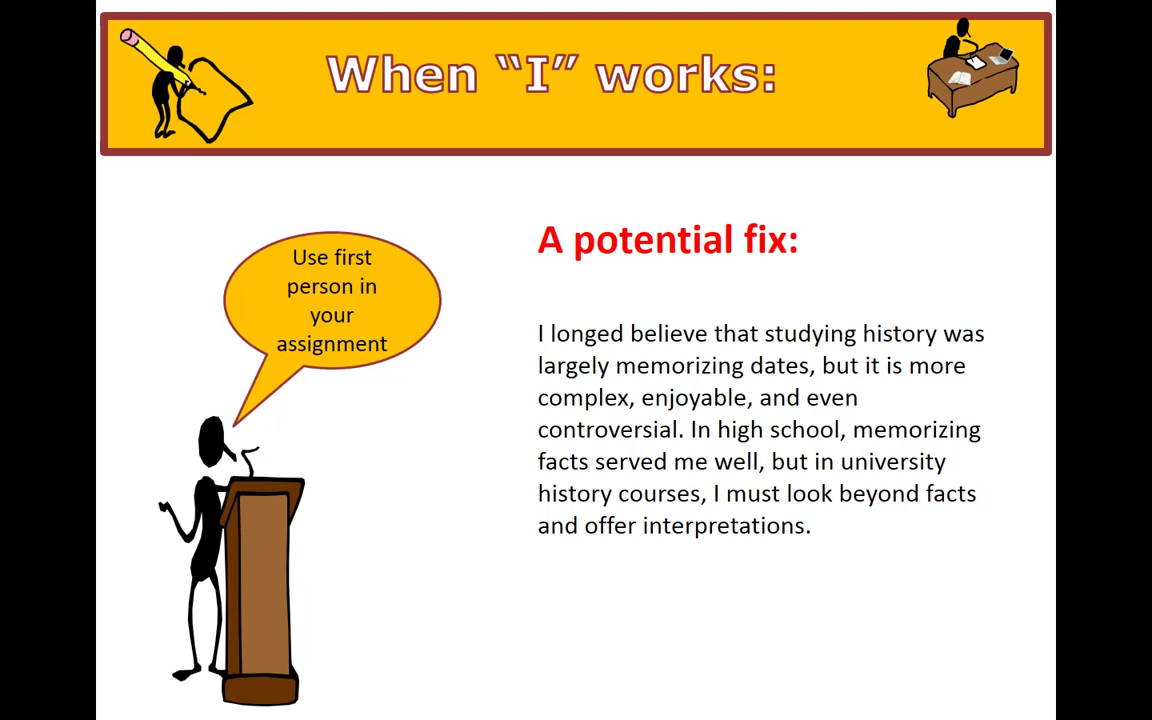 When “I” works:
Use first
person in
your
assignment
A potential fix:
I longed believe that studying history was
largely memorizing dates, but it is more
complex, enjoyable, and even
controversial. In high school, memorizing
facts served me well, but in university
history courses, I must look beyond facts
and offer interpretations.